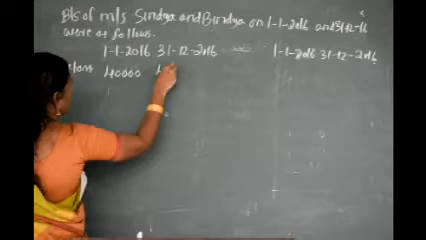 B/s of m/s Sindya and Bindya on 1-1-2016 and 31-12-16
were as follows.
1-1-2016 31-12-2016 1-1-2016 31-12-2016
40000